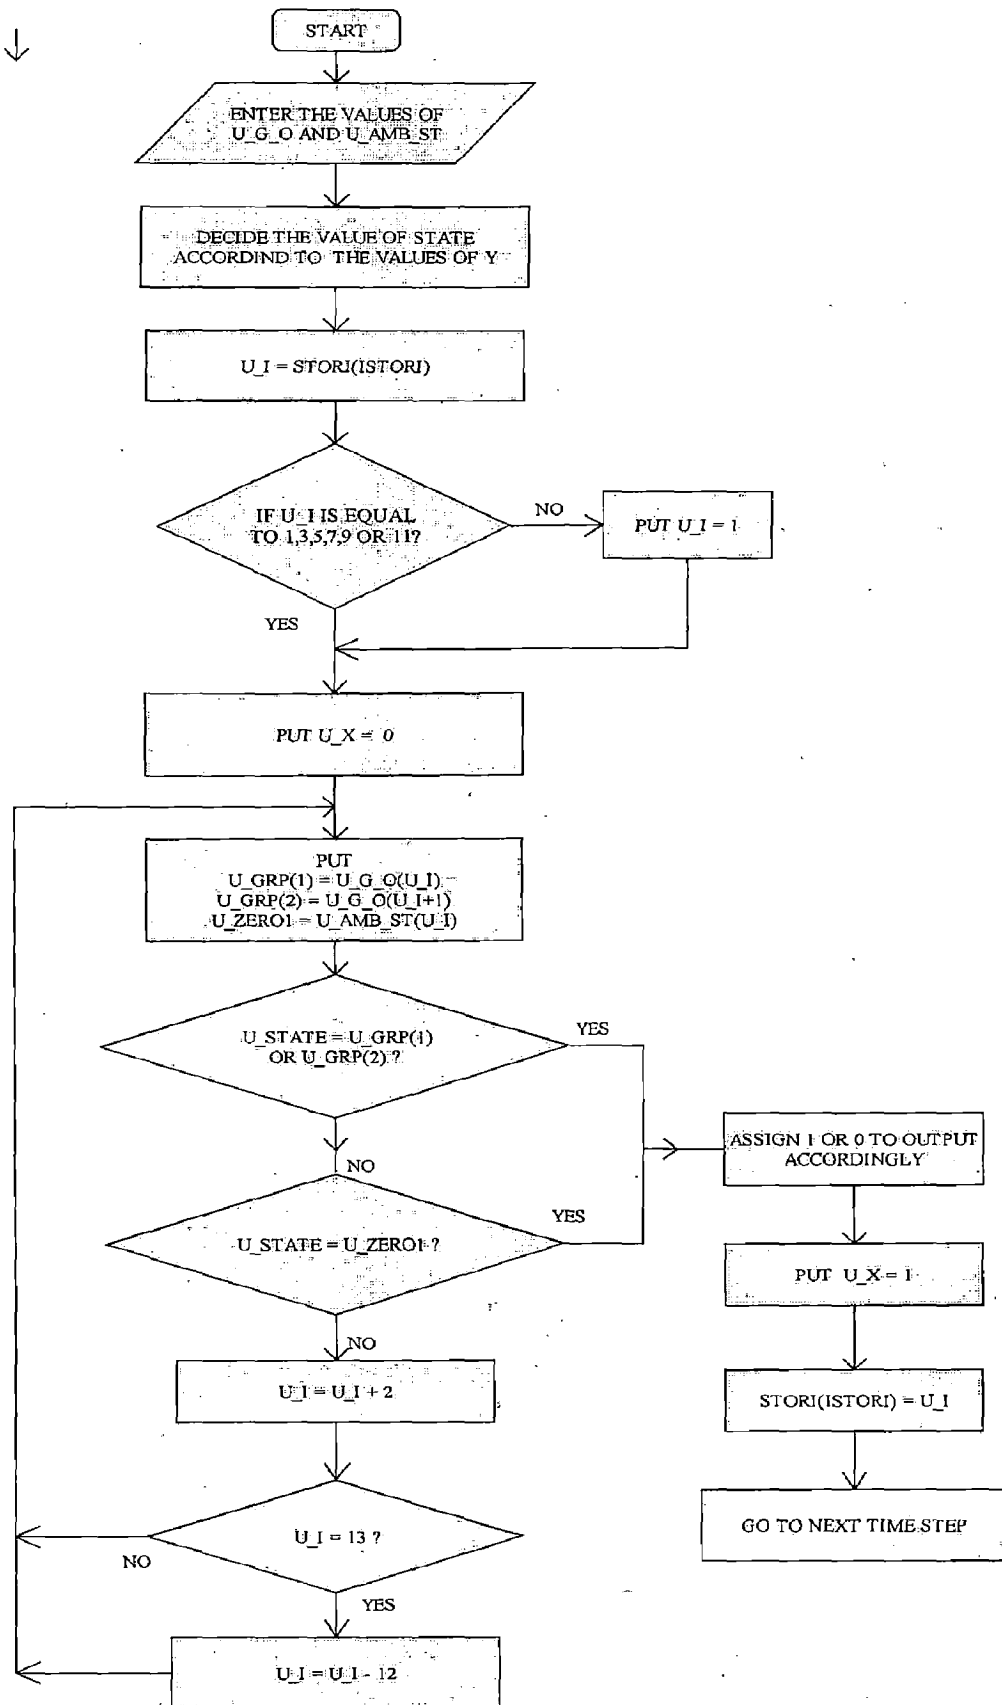 START
ENTER THE VALUES OF
U_G_O AND U_AMB_ST
DECIDE THE VALUE OF STATE
ACCORDIND TO THE VALUES OF Y
U_I = STORI(ISTORI)
IF U_I IS EQUAL
TO 1,3,5,7,9 OR 11?
NO
PUT U_I = 1
YES
PUT U_X = 0
PUT
U_GRP(1) = U_G_O(U_I)
U_GRP(2) = U_G_O(U_I+1)
U_ZERO1 = U_AMB_ST(U_I)
U_STATE = U_GRP(1)
OR U_GRP(2) ?
YES
NO
ASSIGN 1 OR 0 TO OUTPUT
ACCORDINGLY
U_STATE = U_ZERO1 ?
YES
PUT U_X = 1
NO
U_I = U_I + 2
STORI(ISTORI) = U_I
U_I = 13 ?
NO
GO TO NEXT TIME STEP
YES
U_I = U_I - 12